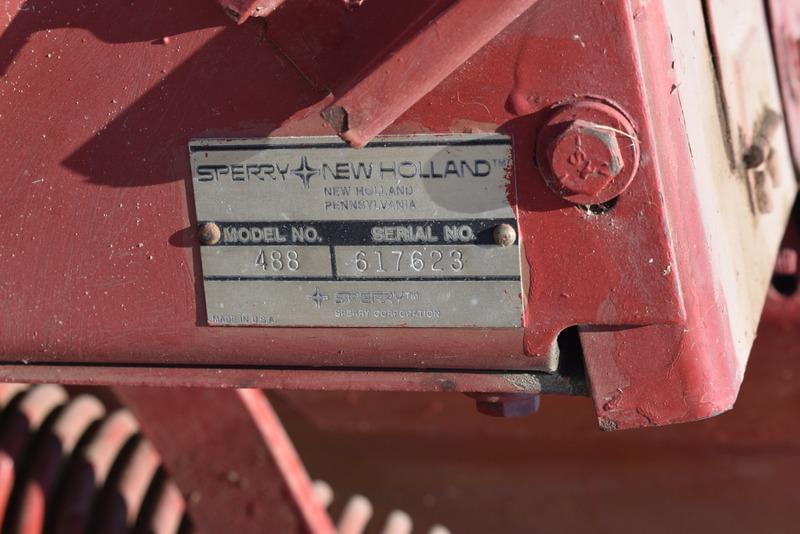 SPERRY NEW HOLLAND™
NEW HOLLAND
PENNSYLVANIA
MODEL NO. SERIAL NO.
488 617623
SPERRY™
MADE IN U.S.A. SPERRY CORPORATION